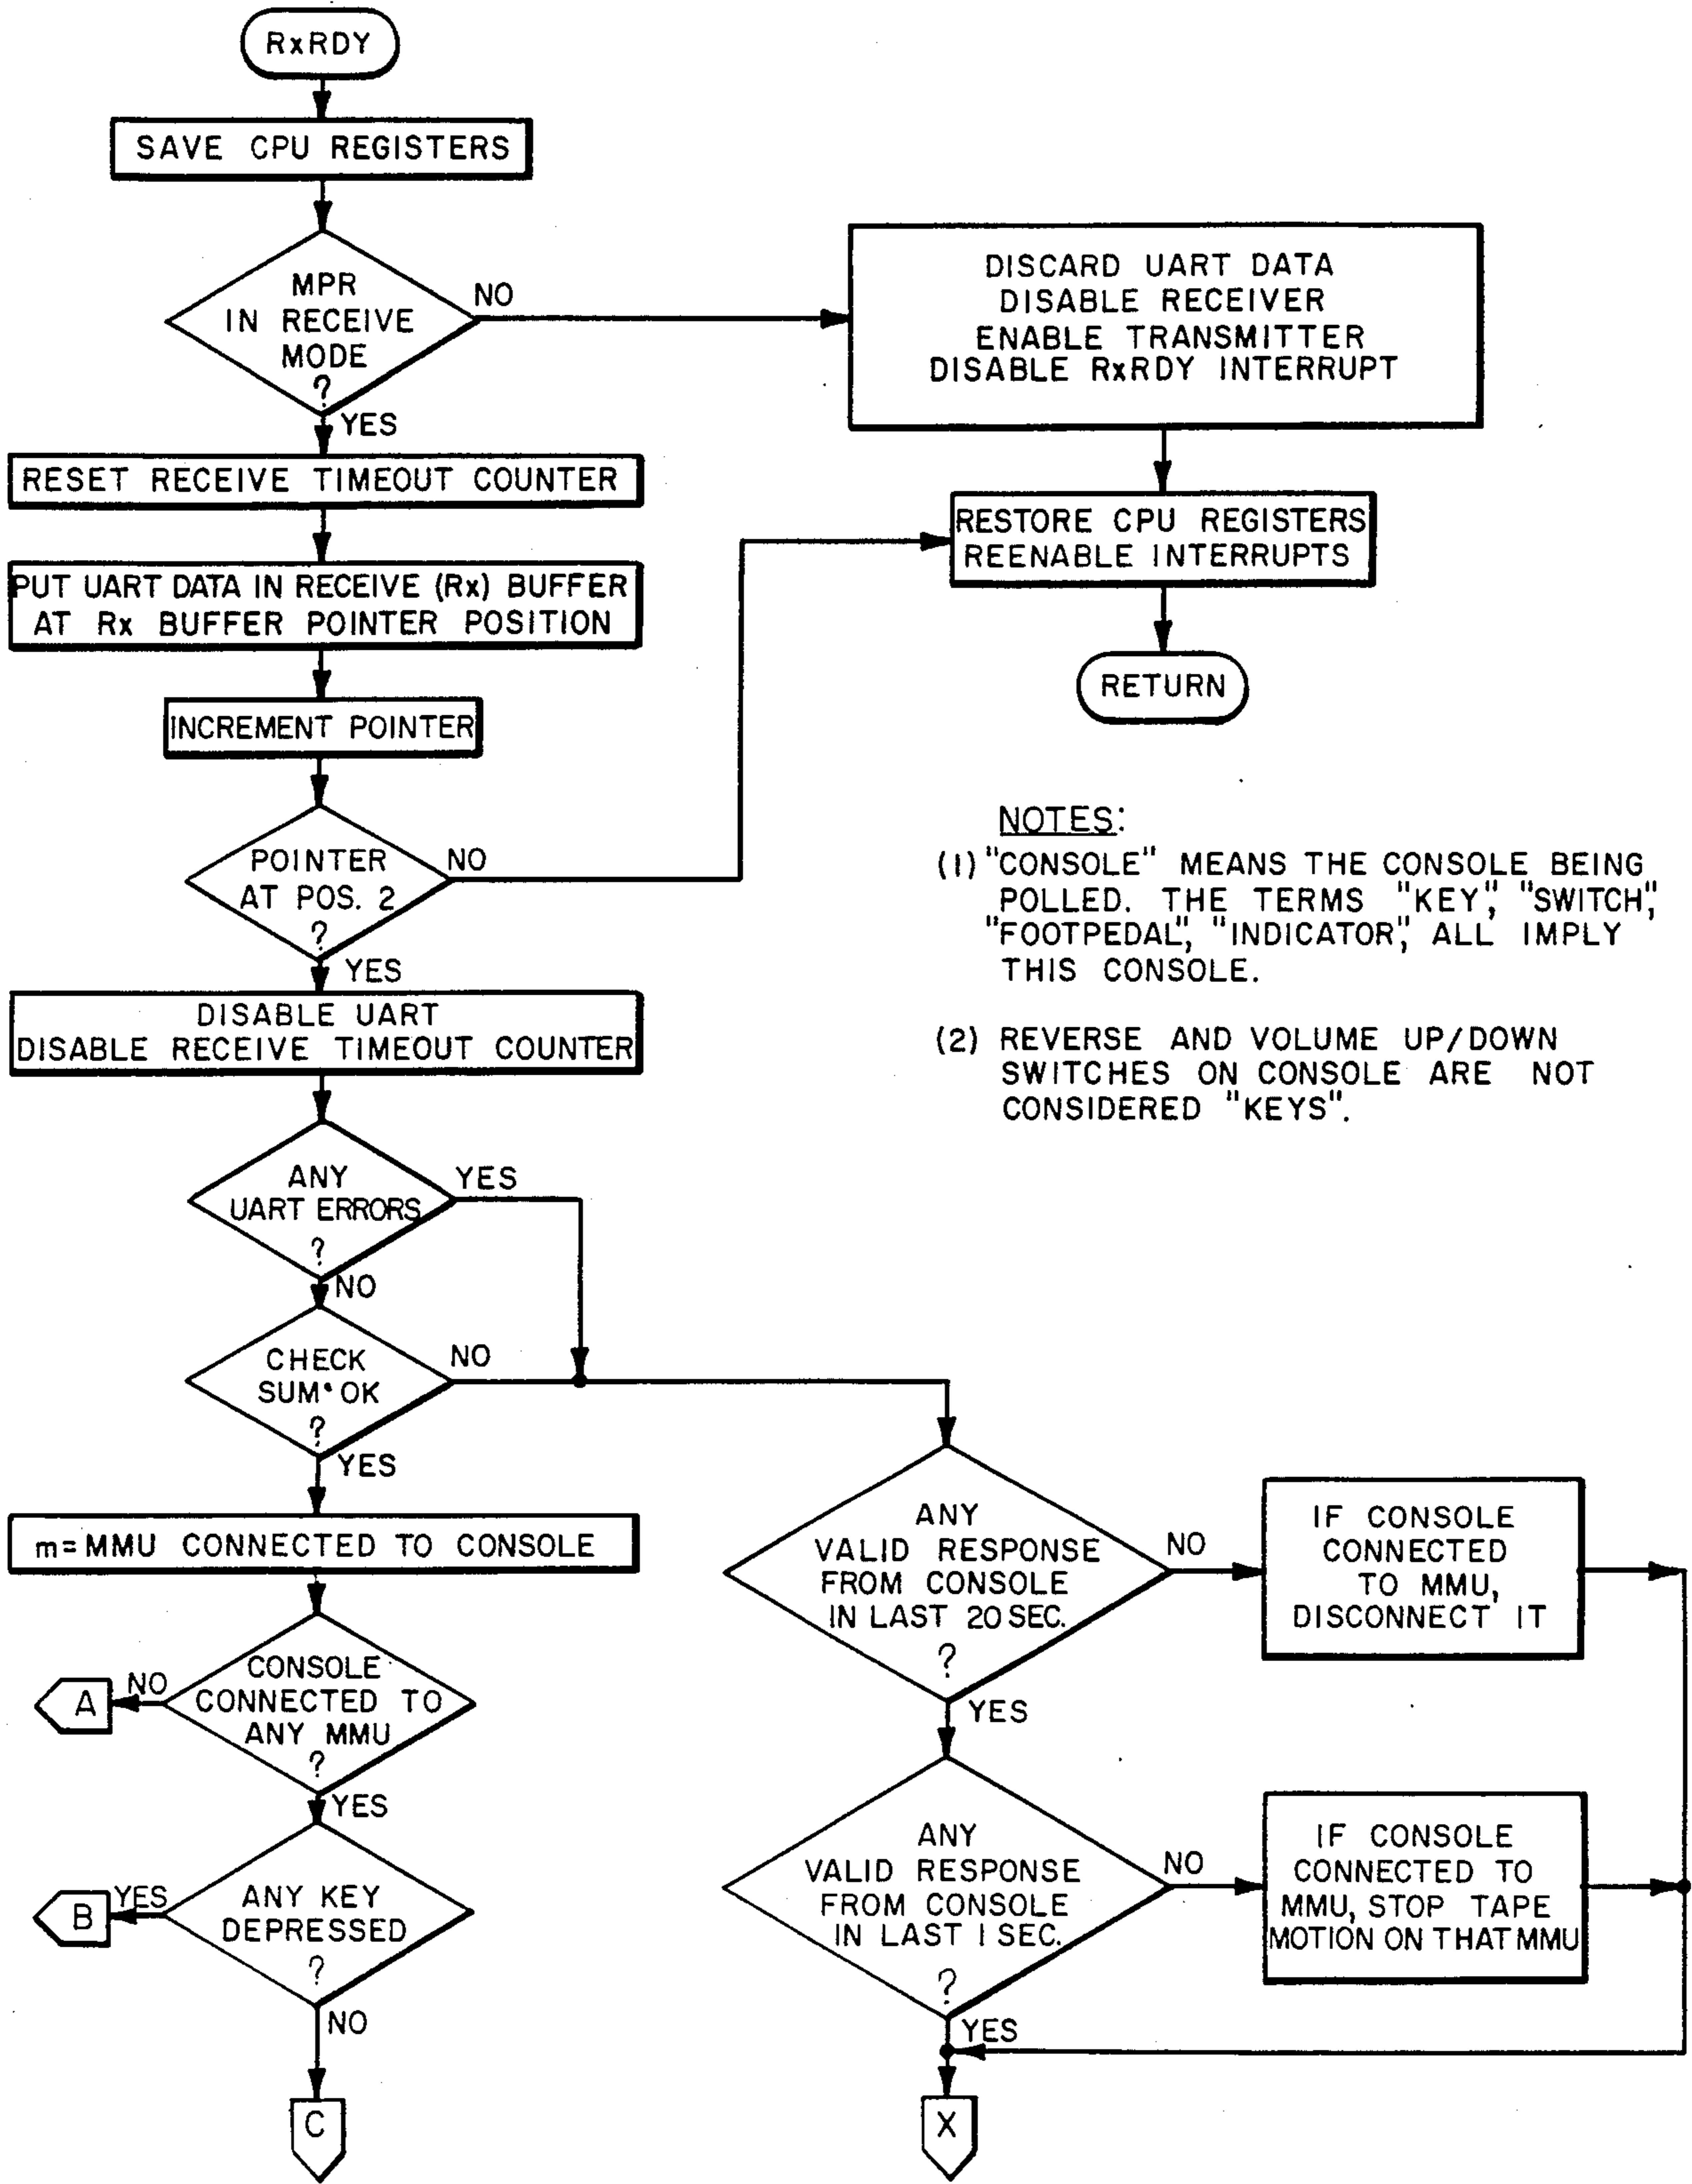 RxRDY
SAVE CPU REGISTERS
MPR
IN RECEIVE
MODE
?
NO
YES
DISCARD UART DATA
DISABLE RECEIVER
ENABLE TRANSMITTER
DISABLE RxRDY INTERRUPT
RESET RECEIVE TIMEOUT COUNTER
RESTORE CPU REGISTERS
REENABLE INTERRUPTS
PUT UART DATA IN RECEIVE (Rx) BUFFER
AT Rx BUFFER POINTER POSITION
RETURN
INCREMENT POINTER
POINTER
AT POS. 2
?
NO
YES
NOTES:
(1) "CONSOLE" MEANS THE CONSOLE BEING
POLLED. THE TERMS "KEY", "SWITCH",
"FOOTPEDAL", "INDICATOR", ALL IMPLY
THIS CONSOLE.
(2) REVERSE AND VOLUME UP/DOWN
SWITCHES ON CONSOLE ARE NOT
CONSIDERED "KEYS".
DISABLE UART
DISABLE RECEIVE TIMEOUT COUNTER
ANY
UART ERRORS
?
YES
NO
CHECK
SUM OK
?
NO
YES
m=MMU CONNECTED TO CONSOLE
CONSOLE
CONNECTED TO
ANY MMU
?
NO
A
YES
ANY KEY
DEPRESSED
?
YES
B
NO
C
ANY
VALID RESPONSE
FROM CONSOLE
IN LAST 20 SEC.
?
NO
YES
IF CONSOLE
CONNECTED
TO MMU,
DISCONNECT IT
ANY
VALID RESPONSE
FROM CONSOLE
IN LAST 1 SEC.
?
NO
YES
IF CONSOLE
CONNECTED TO
MMU, STOP TAPE
MOTION ON THAT MMU
X